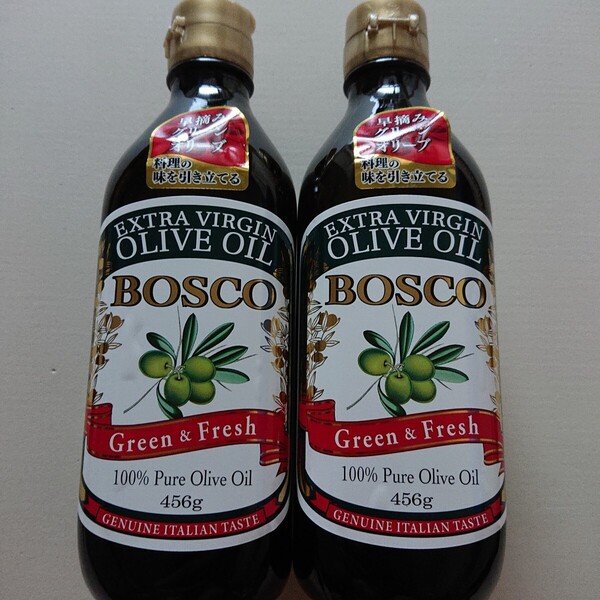 早摘み
グリーン
オリーブ
料理の
味を引き立てる
EXTRA VIRGIN
OLIVE OIL
BOSCO
Green & Fresh
100% Pure Olive Oil
456g
GENUINE ITALIAN TASTE
早摘み
グリーン
オリーブ
料理の
味を引き立てる
EXTRA VIRGIN
OLIVE OIL
BOSCO
Green & Fresh
100% Pure Olive Oil
456g
GENUINE ITALIAN TASTE